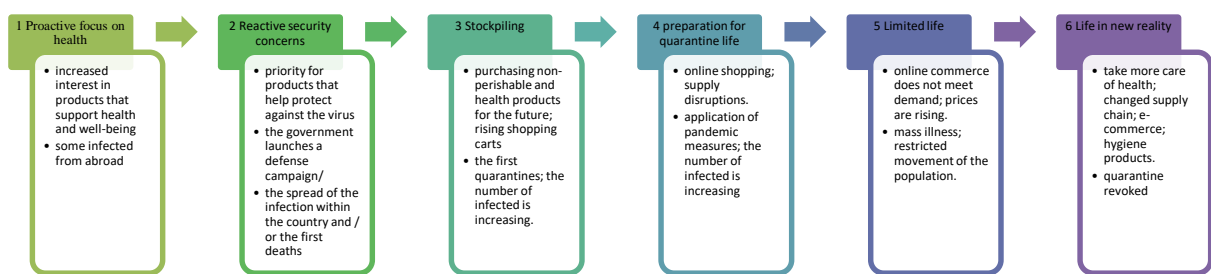 1 Proactive focus on
health
• increased
interest in
products that
support health
and well-being
• some infected
from abroad
2 Reactive security
concerns
• priority for
products that
help protect
against the virus
• the government
launches a
defense
campaign/
• the spread of the
infection within
the country and /
or the first
deaths
3 Stockpiling
• purchasing non-
perishable and
health products
for the future;
rising shopping
carts
• the first
quarantines; the
number of
infected is
increasing.
4 preparation for
quarantine life
• online shopping;
supply
disruptions.
• application of
pandemic
measures; the
number of
infected is
increasing
5 Limited life
• online commerce
does not meet
demand; prices
are rising.
• mass illness;
restricted
movement of the
population.
6 Life in new reality
• take more care
of health;
changed supply
chain; e-
commerce;
hygiene
products.
• quarantine
revoked